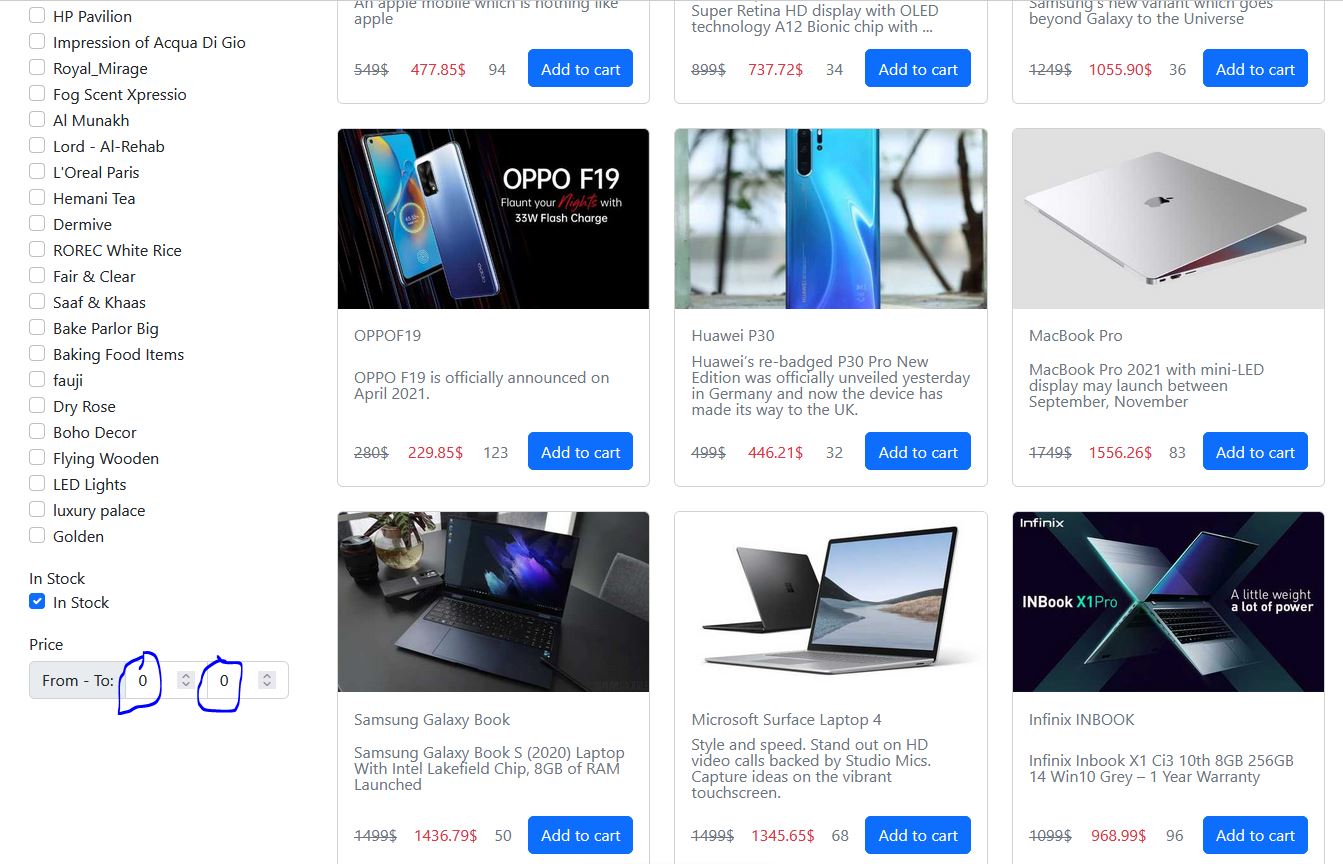 HP Pavilion
Impression of Acqua Di Gio
Royal_Mirage
Fog Scent Xpressio
Al Munakh
Lord - Al-Rehab
L'Oreal Paris
Hemani Tea
Dermive
ROREC White Rice
Fair & Clear
Saaf & Khaas
Bake Parlor Big
Baking Food Items
fauji
Dry Rose
Boho Decor
Flying Wooden
LED Lights
luxury palace
Golden
In Stock
In Stock
Price
From - To: 0 0
An apple mobile which is nothing like
apple
549$ 477.85$ 94 Add to cart
Super Retina HD display with OLED
technology A12 Bionic chip with ...
899$ 737.72$ 34 Add to cart
Samsung's new variant which goes
beyond Galaxy to the Universe
1249$ 1055.90$ 36 Add to cart
OPPO F19
Flaunt your Nights with
33W Flash Charge
OPPOF19
OPPO F19 is officially announced on
April 2021.
280$ 229.85$ 123 Add to cart
HUAWEI
Huawei P30
Huawei’s re-badged P30 Pro New
Edition was officially unveiled yesterday
in Germany and now the device has
made its way to the UK.
499$ 446.21$ 32 Add to cart
MacBook Pro
MacBook Pro 2021 with mini-LED
display may launch between
September, November
1749$ 1556.26$ 83 Add to cart
Samsung Galaxy Book
Samsung Galaxy Book S (2020) Laptop
With Intel Lakefield Chip, 8GB of RAM
Launched
1499$ 1436.79$ 50 Add to cart
Microsoft Surface Laptop 4
Style and speed. Stand out on HD
video calls backed by Studio Mics.
Capture ideas on the vibrant
touchscreen.
1499$ 1345.65$ 68 Add to cart
Infinix
INBook X1Pro
A little weight
a lot of power
Infinix INBOOK
Infinix Inbook X1 Ci3 10th 8GB 256GB
14 Win10 Grey – 1 Year Warranty
1099$ 968.99$ 96 Add to cart